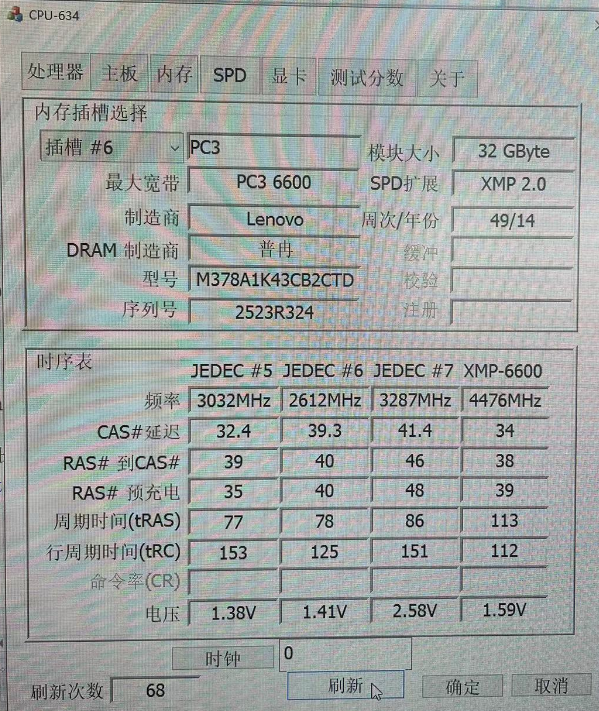 CPU-634
处理器 主板 内存 SPD 显卡 测试分数 关于
内存插槽选择
插槽 #6 PC3 模块大小 32 GByte
最大宽带 PC3 6600 SPD扩展 XMP 2.0
制造商 Lenovo 周次/年份 49/14
DRAM 制造商 普冉 缓冲
型号 M378A1K43CB2CTD 校验
序列号 2523R324 注册
时序表
JEDEC #5 JEDEC #6 JEDEC #7 XMP-6600
频率 3032MHz 2612MHz 3287MHz 4476MHz
CAS#延迟 32.4 39.3 41.4 34
RAS# 到CAS# 39 40 46 38
RAS# 预充电 35 40 48 39
周期时间(tRAS) 77 78 86 113
行周期时间(tRC) 153 125 151 112
命令率(CR)
电压 1.38V 1.41V 2.58V 1.59V
时钟 0
刷新次数 68 刷新 确定 取消